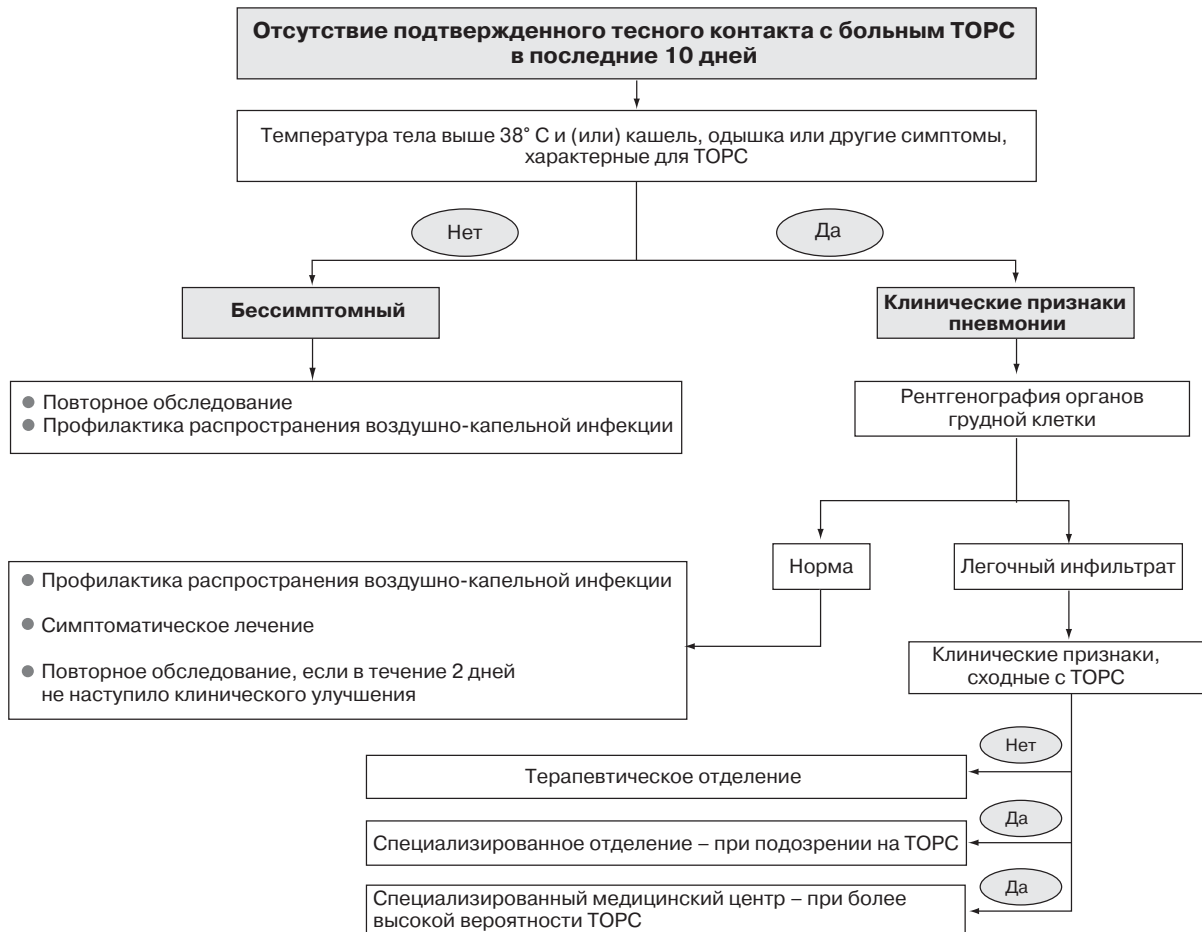 Отсутствие подтвержденного тесного контакта с больным ТОРС
в последние 10 дней
Температура тела выше 38° С и (или) кашель, одышка или другие симптомы,
характерные для ТОРС
Нет
Да
Бессимптомный
Клинические признаки
пневмонии
● Повторное обследование
● Профилактика распространения воздушно-капельной инфекции
Рентгенография органов
грудной клетки
Норма
Легочный инфильтрат
● Профилактика распространения воздушно-капельной инфекции
● Симптоматическое лечение
● Повторное обследование, если в течение 2 дней
не наступило клинического улучшения
Клинические признаки,
сходные с ТОРС
Нет
Терапевтическое отделение
Да
Специализированное отделение – при подозрении на ТОРС
Да
Специализированный медицинский центр – при более
высокой вероятности ТОРС